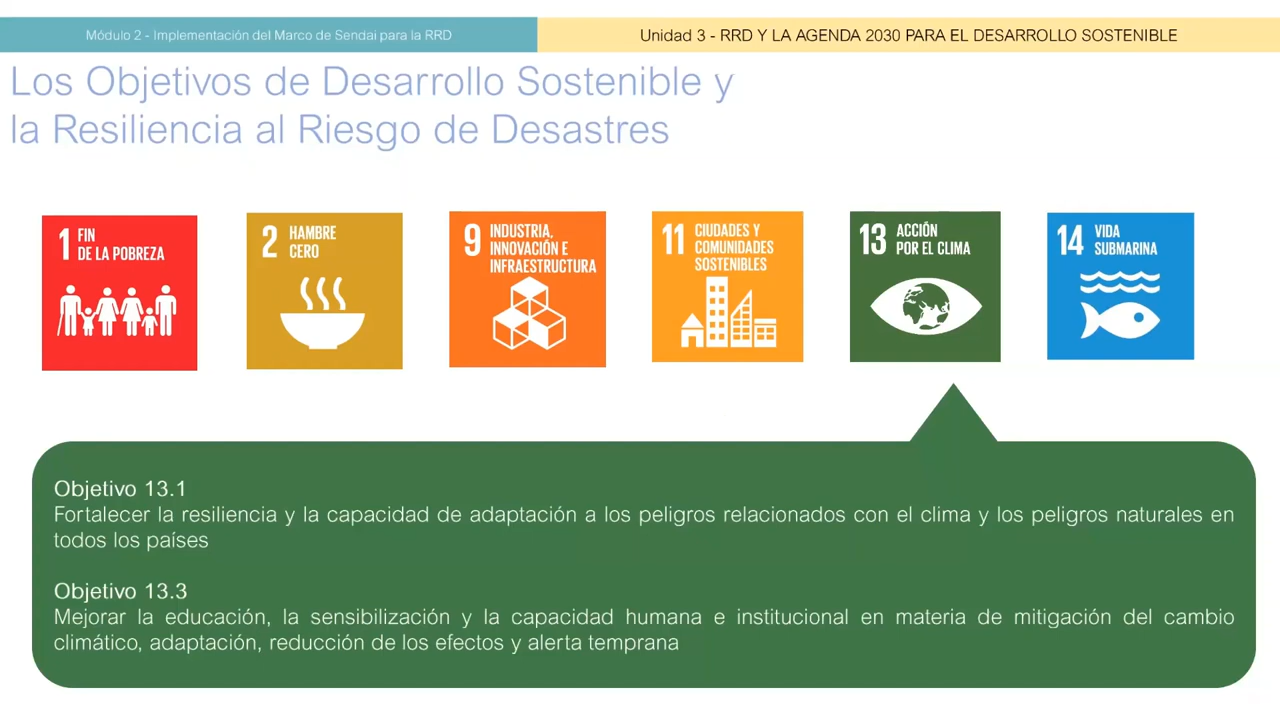 Módulo 2 - Implementación del Marco de Sendai para la RRD
Unidad 3 - RRD Y LA AGENDA 2030 PARA EL DESARROLLO SOSTENIBLE
Los Objetivos de Desarrollo Sostenible y
la Resiliencia al Riesgo de Desastres
1 FIN
DE LA POBREZA
2 HAMBRE
CERO
9 INDUSTRIA,
INNOVACIÓN E
INFRAESTRUCTURA
11 CIUDADES Y
COMUNIDADES
SOSTENIBLES
13 ACCIÓN
POR EL CLIMA
14 VIDA
SUBMARINA
Objetivo 13.1
Fortalecer la resiliencia y la capacidad de adaptación a los peligros relacionados con el clima y los peligros naturales en
todos los países
Objetivo 13.3
Mejorar la educación, la sensibilización y la capacidad humana e institucional en materia de mitigación del cambio
climático, adaptación, reducción de los efectos y alerta temprana